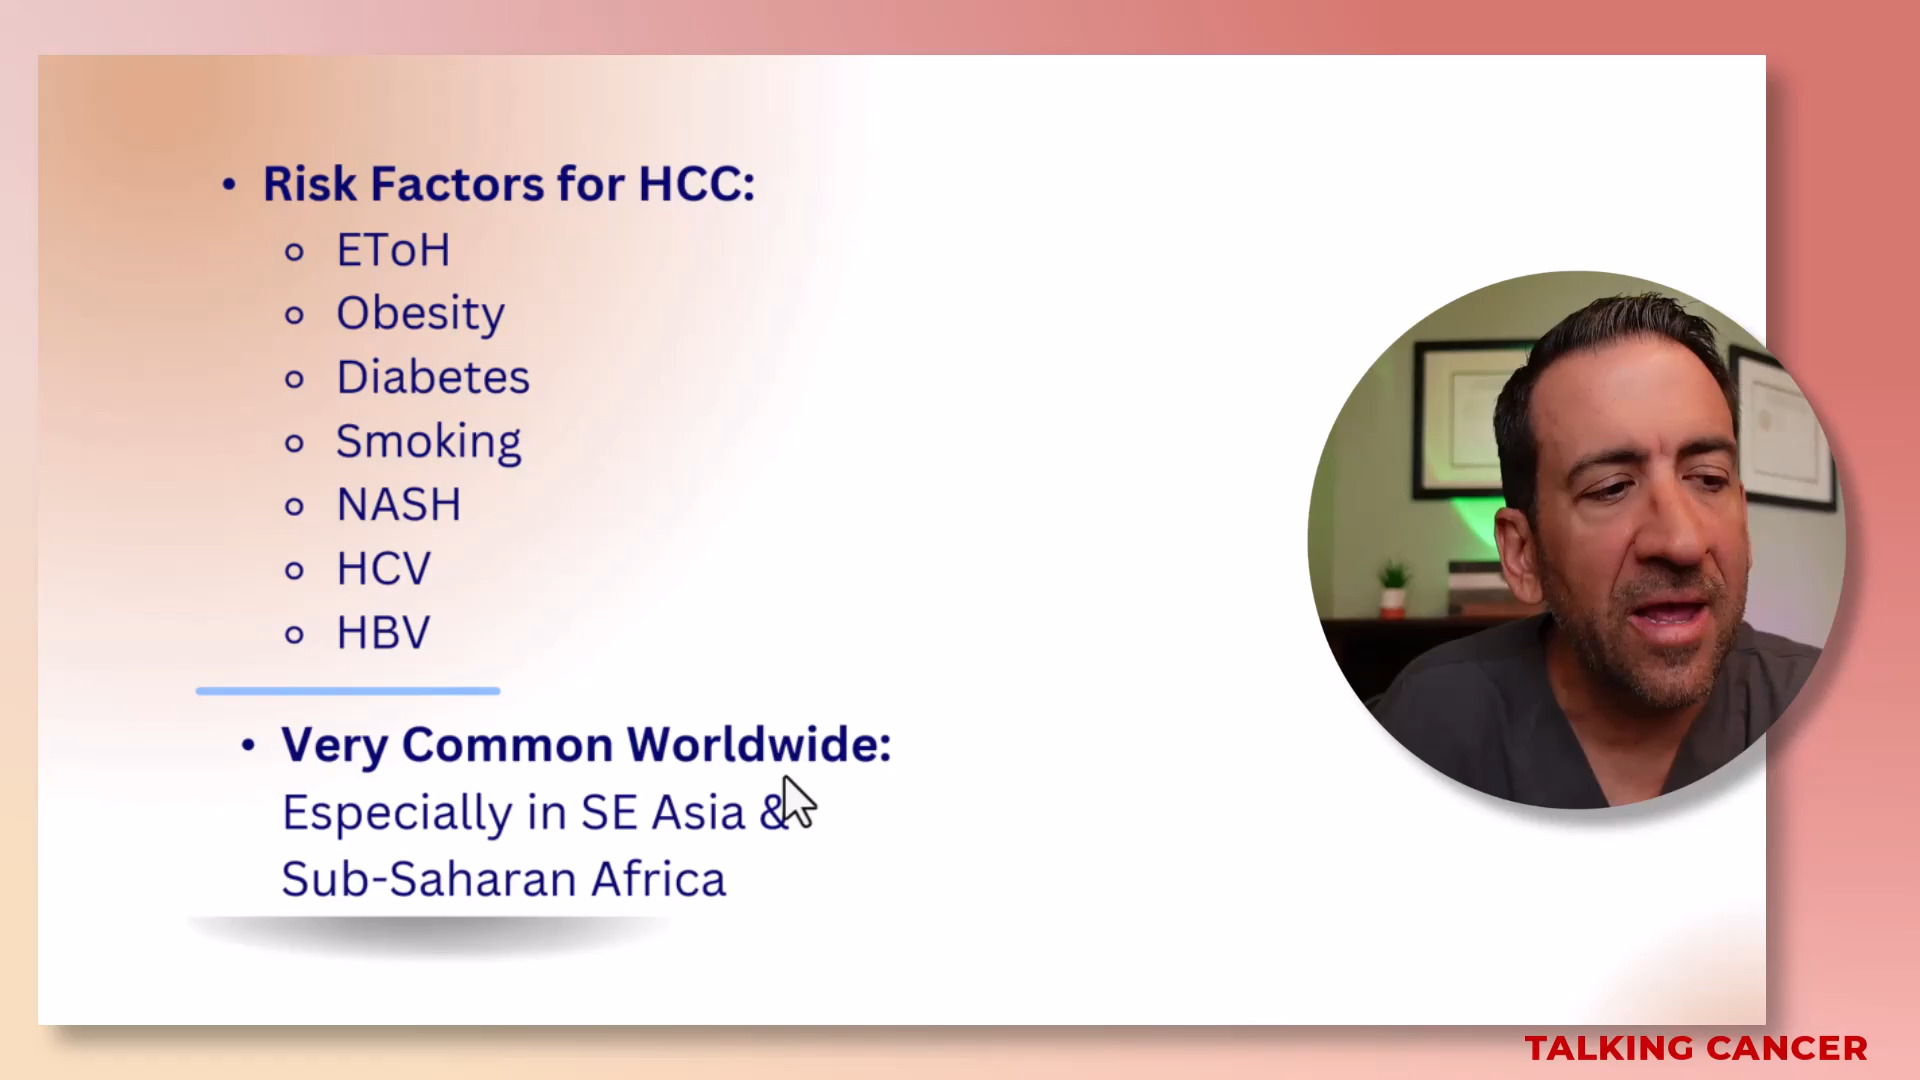 • Risk Factors for HCC:
○ EToH
○ Obesity
○ Diabetes
○ Smoking
○ NASH
○ HCV
○ HBV
• Very Common Worldwide:
Especially in SE Asia &
Sub-Saharan Africa
TALKING CANCER